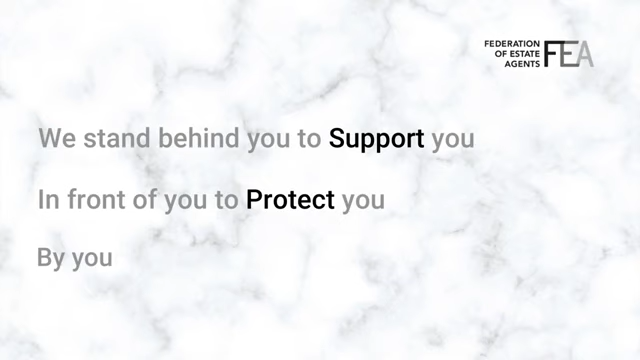 FEDERATION
OF ESTATE
AGENTS
FEA
We stand behind you to Support you
In front of you to Protect you
By you